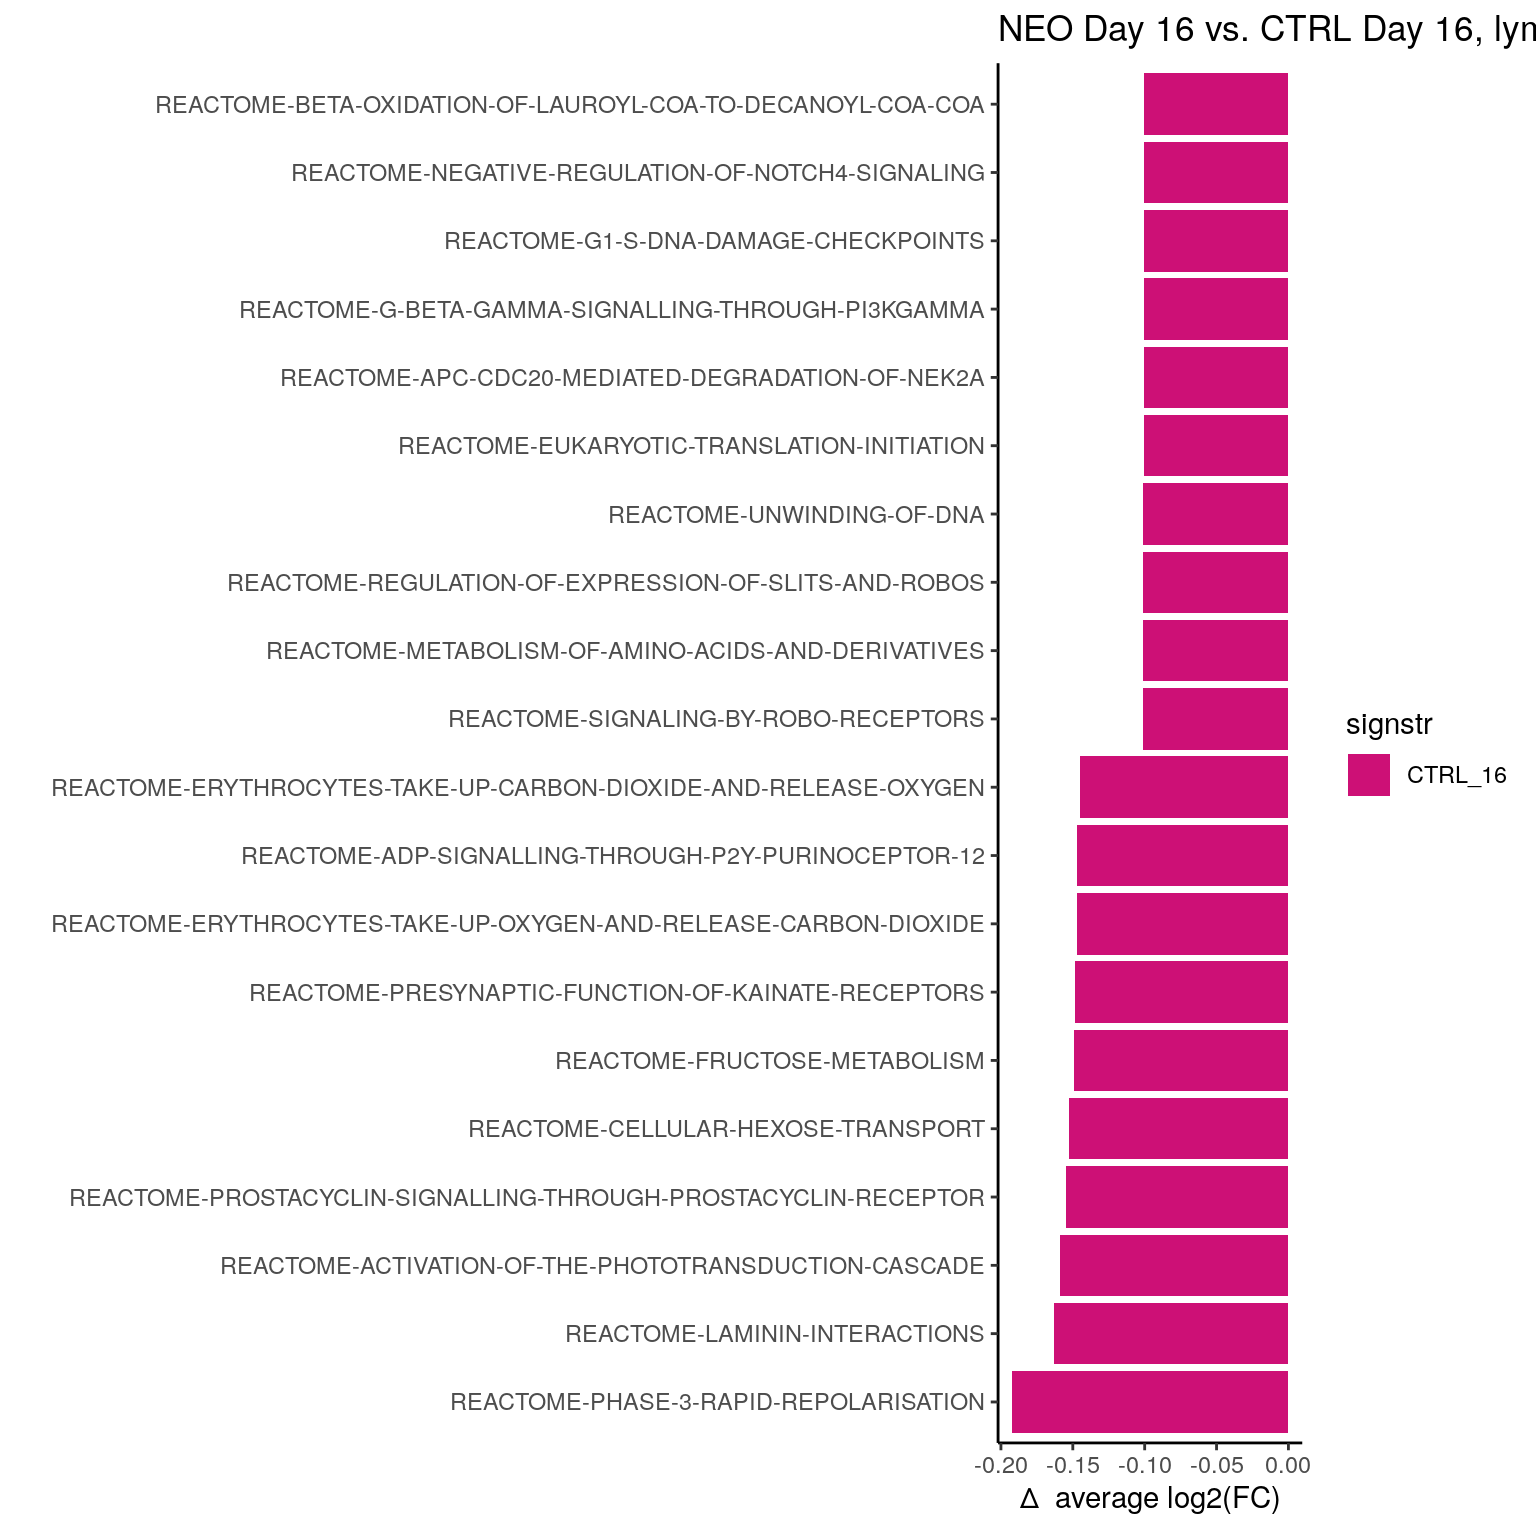 NEO Day 16 vs. CTRL Day 16, lyn
REACTOME-BETA-OXIDATION-OF-LAUROYL-COA-TO-DECANOYL-COA-COA
REACTOME-NEGATIVE-REGULATION-OF-NOTCH4-SIGNALING
REACTOME-G1-S-DNA-DAMAGE-CHECKPOINTS
REACTOME-G-BETA-GAMMA-SIGNALLING-THROUGH-PI3KGAMMA
REACTOME-APC-CDC20-MEDIATED-DEGRADATION-OF-NEK2A
REACTOME-EUKARYOTIC-TRANSLATION-INITIATION
REACTOME-UNWINDING-OF-DNA
REACTOME-REGULATION-OF-EXPRESSION-OF-SLITS-AND-ROBOS
REACTOME-METABOLISM-OF-AMINO-ACIDS-AND-DERIVATIVES
REACTOME-SIGNALING-BY-ROBO-RECEPTORS
REACTOME-ERYTHROCYTES-TAKE-UP-CARBON-DIOXIDE-AND-RELEASE-OXYGEN
REACTOME-ADP-SIGNALLING-THROUGH-P2Y-PURINOCEPTOR-12
REACTOME-ERYTHROCYTES-TAKE-UP-OXYGEN-AND-RELEASE-CARBON-DIOXIDE
REACTOME-PRESYNAPTIC-FUNCTION-OF-KAINATE-RECEPTORS
REACTOME-FRUCTOSE-METABOLISM
REACTOME-CELLULAR-HEXOSE-TRANSPORT
REACTOME-PROSTACYCLIN-SIGNALLING-THROUGH-PROSTACYCLIN-RECEPTOR
REACTOME-ACTIVATION-OF-THE-PHOTOTRANSDUCTION-CASCADE
REACTOME-LAMININ-INTERACTIONS
REACTOME-PHASE-3-RAPID-REPOLARISATION
-0.20 -0.15 -0.10 -0.05 0.00
Δ average log2(FC)
signstr
CTRL_16